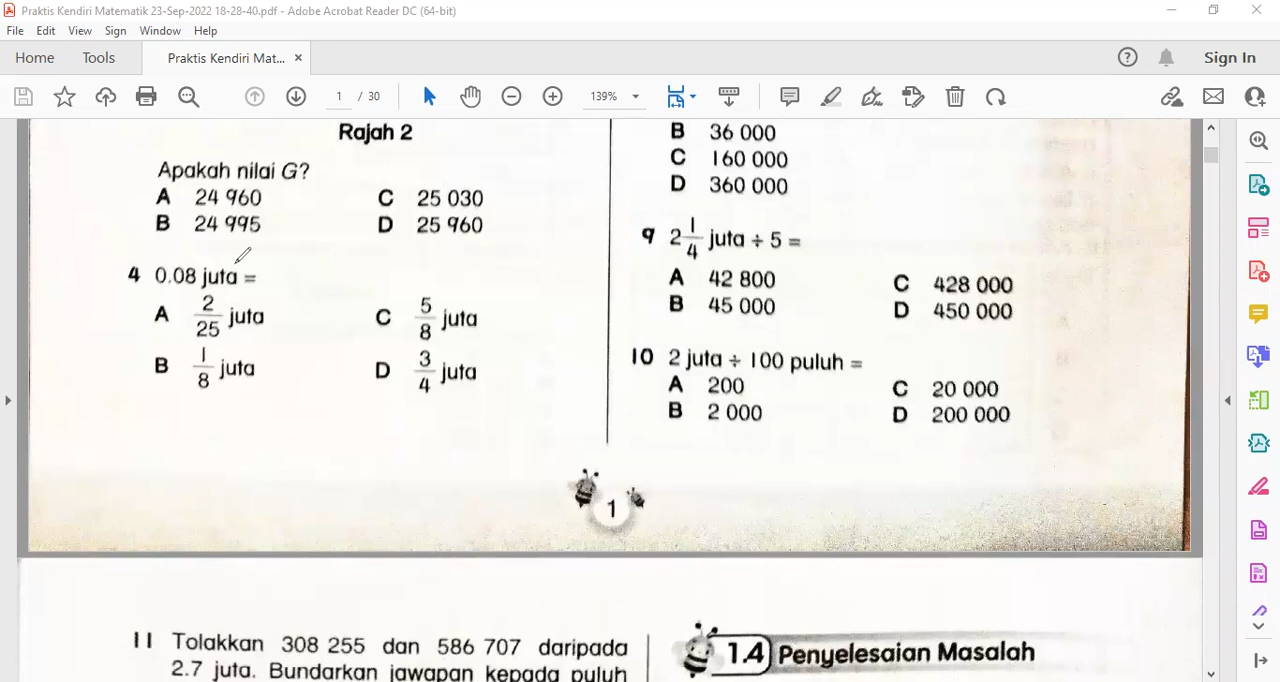 Praktis Kendiri Matematik 23-Sep-2022 18-28-40.pdf - Adobe Acrobat Reader DC (64-bit)
File Edit View Sign Window Help
Home Tools Praktis Kendiri Mat... × Sign In
1 / 30 139%
Rajah 2
Apakah nilai G?
A 24 960 C 25 030
B 24 995 D 25 960
4 0.08 juta =
A 2/25 juta C 5/8 juta
B 1/8 juta D 3/4 juta
B 36 000
C 160 000
D 360 000
9 2 1/4 juta ÷ 5 =
A 42 800 C 428 000
B 45 000 D 450 000
10 2 juta ÷ 100 puluh =
A 200 C 20 000
B 2 000 D 200 000
1
11 Tolakkan 308 255 dan 586 707 daripada
2.7 juta. Bundarkan jawapan kepada puluh
1.4 Penyelesaian Masalah